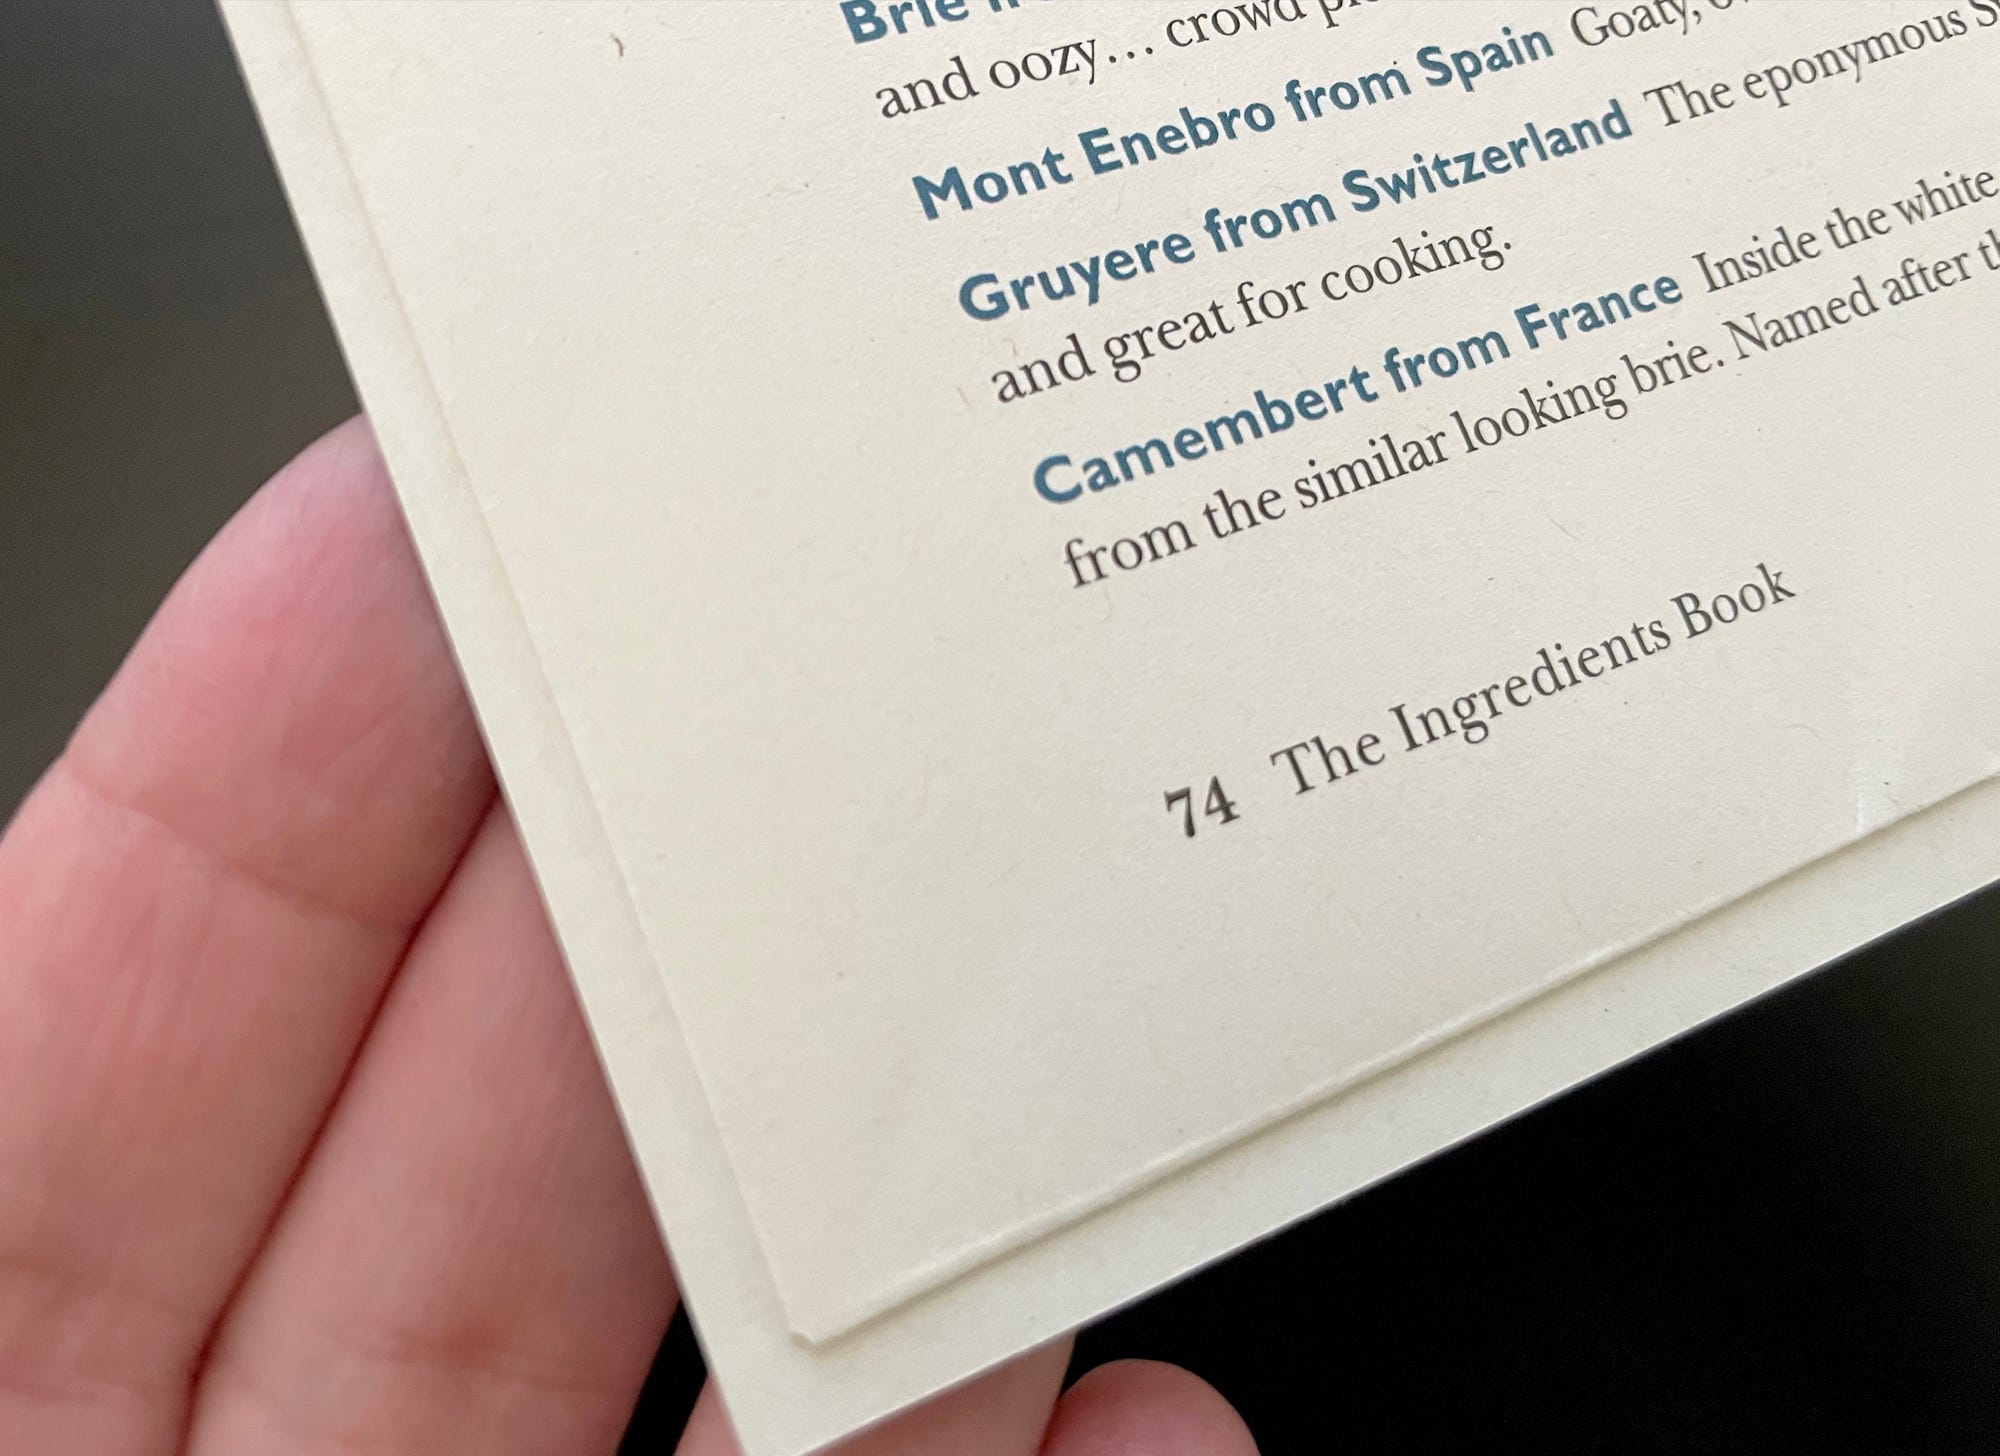 Brie
and oozy… crowd
Mont Enebro from Spain Goaty,
Gruyere from Switzerland The eponymous
and great for cooking.
Camembert from France Inside the white
from the similar looking brie. Named after
74 The Ingredients Book